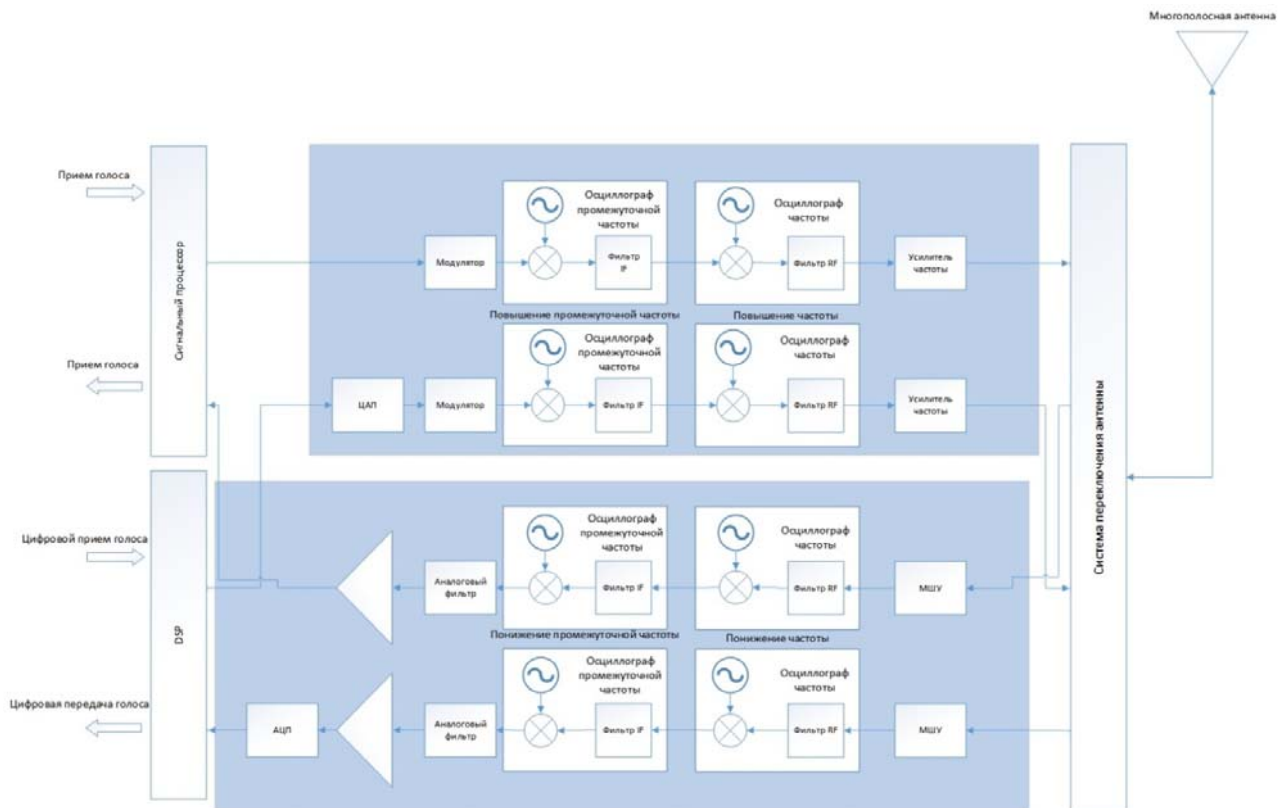 Многополосная антенна
Прием голоса
Сигнальный процессор
Модулятор
Осциллограф
промежуточной
частоты
Фильтр
IF
Осциллограф
частоты
Фильтр RF
Усилитель
частоты
Повышение промежуточной частоты
Повышение частоты
Прием голоса
ЦАП
Модулятор
Осциллограф
промежуточной
частоты
Фильтр IF
Осциллограф
частоты
Фильтр RF
Усилитель
частоты
Система переключения антенны
Цифровой прием голоса
DSP
Аналоговый
фильтр
Осциллограф
промежуточной
частоты
Фильтр IF
Осциллограф
частоты
Фильтр RF
МШУ
Понижение промежуточной частоты
Понижение частоты
Цифровая передача голоса
АЦП
Аналоговый
фильтр
Осциллограф
промежуточной
частоты
Фильтр IF
Осциллограф
частоты
Фильтр RF
МШУ